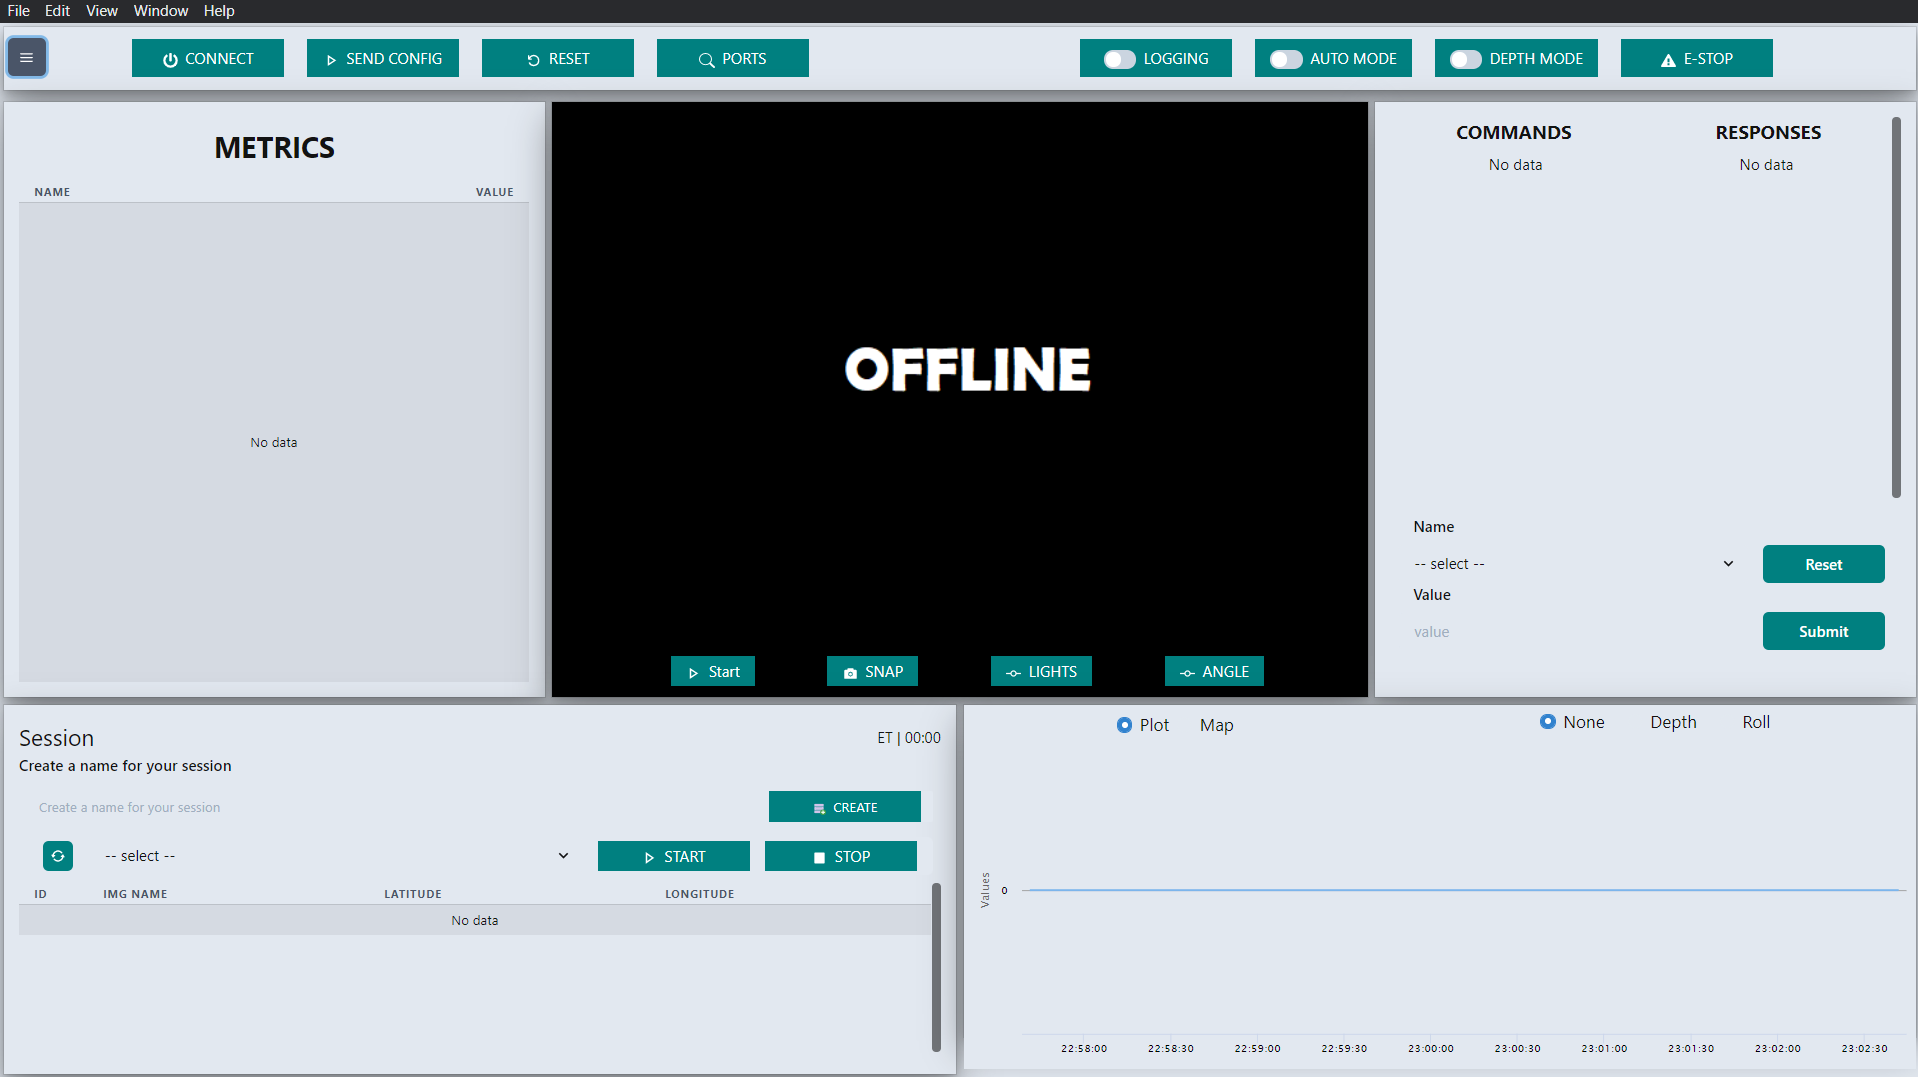 File Edit View Window Help
CONNECT SEND CONFIG RESET PORTS LOGGING AUTO MODE DEPTH MODE E-STOP
METRICS
NAME VALUE
No data
OFFLINE
Start SNAP LIGHTS ANGLE
COMMANDS RESPONSES
No data No data
Name
-- select -- Reset
Value
value Submit
Session ET | 00:00
Create a name for your session
Create a name for your session CREATE
-- select -- START STOP
ID IMG NAME LATITUDE LONGITUDE
No data
Plot Map None Depth Roll
Values
0
22:58:00 22:58:30 22:59:00 22:59:30 23:00:00 23:00:30 23:01:00 23:01:30 23:02:00 23:02:30